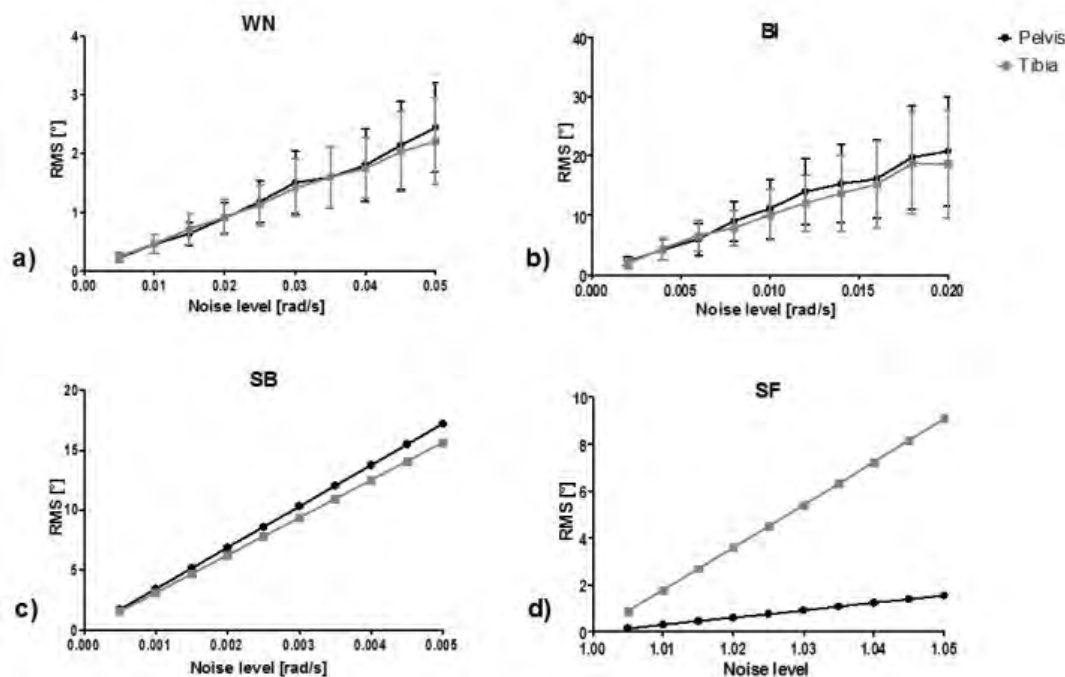 WN
RMS [°]
4
3
2
1
0
0.00 0.01 0.02 0.03 0.04 0.05
Noise level [rad/s]
a)
BI
RMS [°]
40
30
20
10
0
0.000 0.005 0.010 0.015 0.020
Noise level [rad/s]
b)
Pelvis
Tibia
SB
RMS [°]
20
15
10
5
0
0.000 0.001 0.002 0.003 0.004 0.005
Noise level [rad/s]
c)
SF
RMS [°]
10
8
6
4
2
0
1.00 1.01 1.02 1.03 1.04 1.05
Noise level
d)